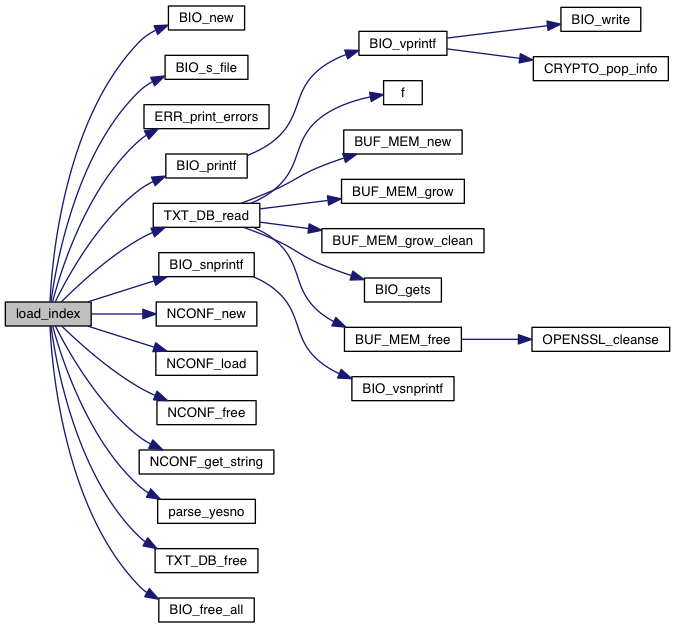 load_index
BIO_new
BIO_s_file
ERR_print_errors
BIO_printf
TXT_DB_read
BIO_snprintf
NCONF_new
NCONF_load
NCONF_free
NCONF_get_string
parse_yesno
TXT_DB_free
BIO_free_all
BIO_vprintf
f
BUF_MEM_new
BUF_MEM_grow
BUF_MEM_grow_clean
BIO_gets
BUF_MEM_free
BIO_vsnprintf
BIO_write
CRYPTO_pop_info
OPENSSL_cleanse